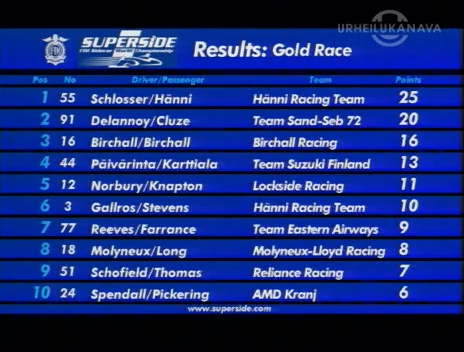 URHEILUKANAVA
SUPERSIDE
FIM Sidecar World Championship
Results: Gold Race
Pos No Driver/Passenger Team Points
1 55 Schlosser/Hänni Hänni Racing Team 25
2 91 Delannoy/Cluze Team Sand-Seb 72 20
3 16 Birchall/Birchall Birchall Racing 16
4 44 Päivärinta/Karttiala Team Suzuki Finland 13
5 12 Norbury/Knapton Lockside Racing 11
6 3 Gallros/Stevens Hänni Racing Team 10
7 77 Reeves/Farrance Team Eastern Airways 9
8 18 Molyneux/Long Molyneux-Lloyd Racing 8
9 51 Schofield/Thomas Reliance Racing 7
10 24 Spendall/Pickering AMD Kranj 6
www.superside.com